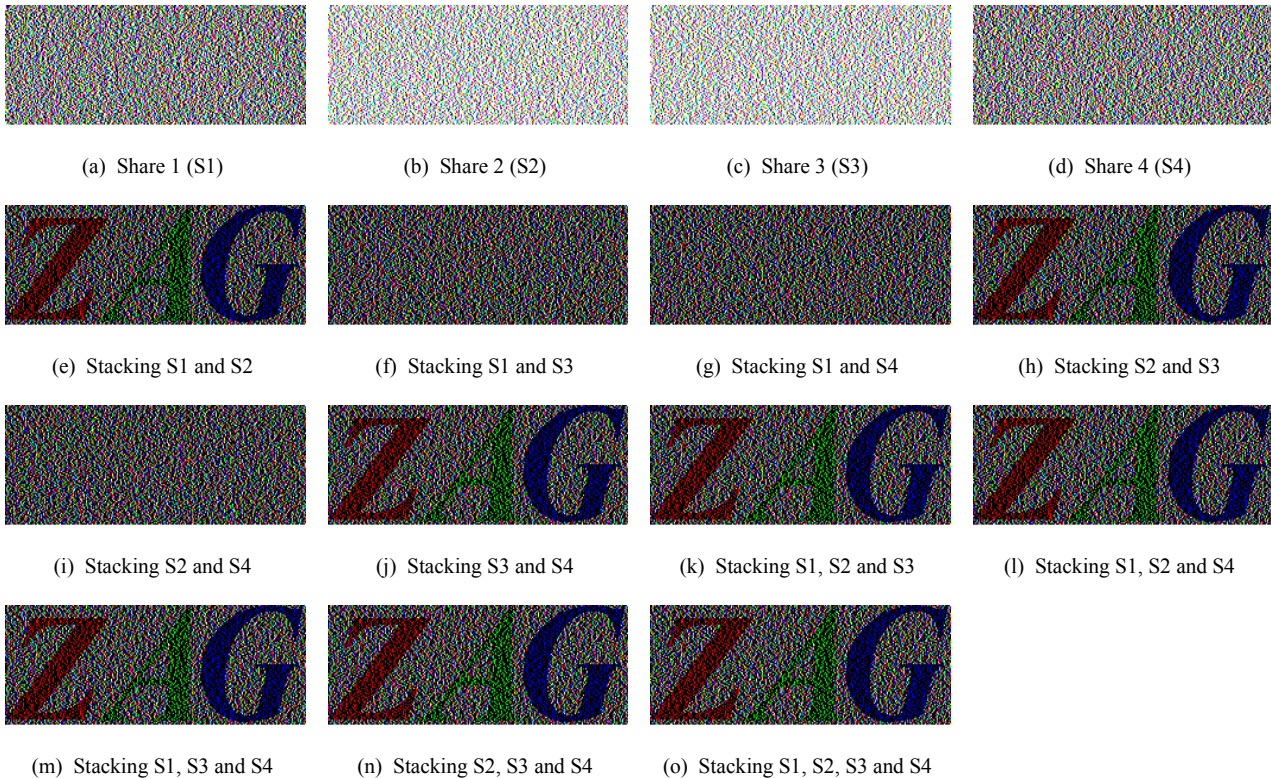 (a) Share 1 (S1)
(b) Share 2 (S2)
(c) Share 3 (S3)
(d) Share 4 (S4)
ZAG
ZAG
(e) Stacking S1 and S2
(f) Stacking S1 and S3
(g) Stacking S1 and S4
(h) Stacking S2 and S3
ZAG
ZAG
ZAG
(i) Stacking S2 and S4
(j) Stacking S3 and S4
(k) Stacking S1, S2 and S3
(l) Stacking S1, S2 and S4
ZAG
ZAG
ZAG
(m) Stacking S1, S3 and S4
(n) Stacking S2, S3 and S4
(o) Stacking S1, S2, S3 and S4